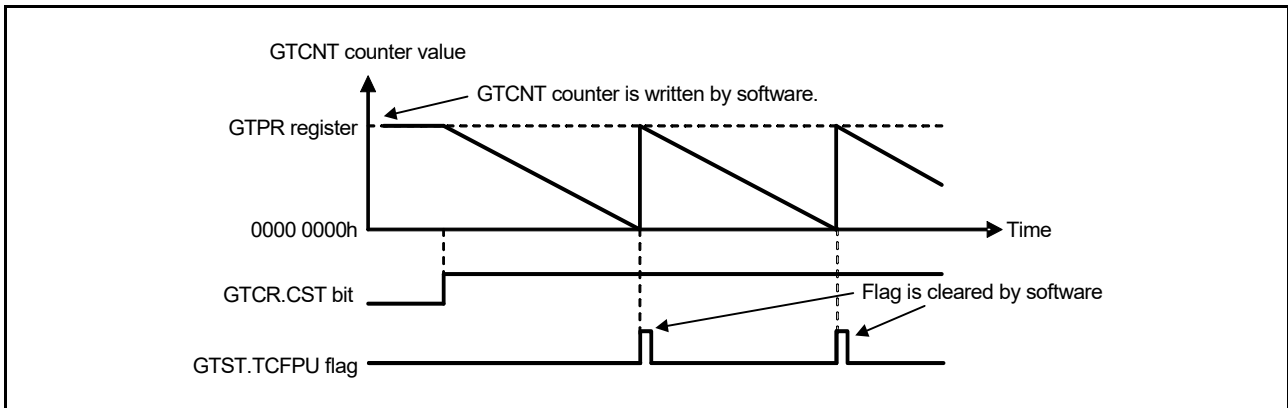 GTCNT counter value
GTCNT counter is written by software.
GTPR register
0000 0000h
Time
GTCR.CST bit
Flag is cleared by software
GTST.TCFPU flag